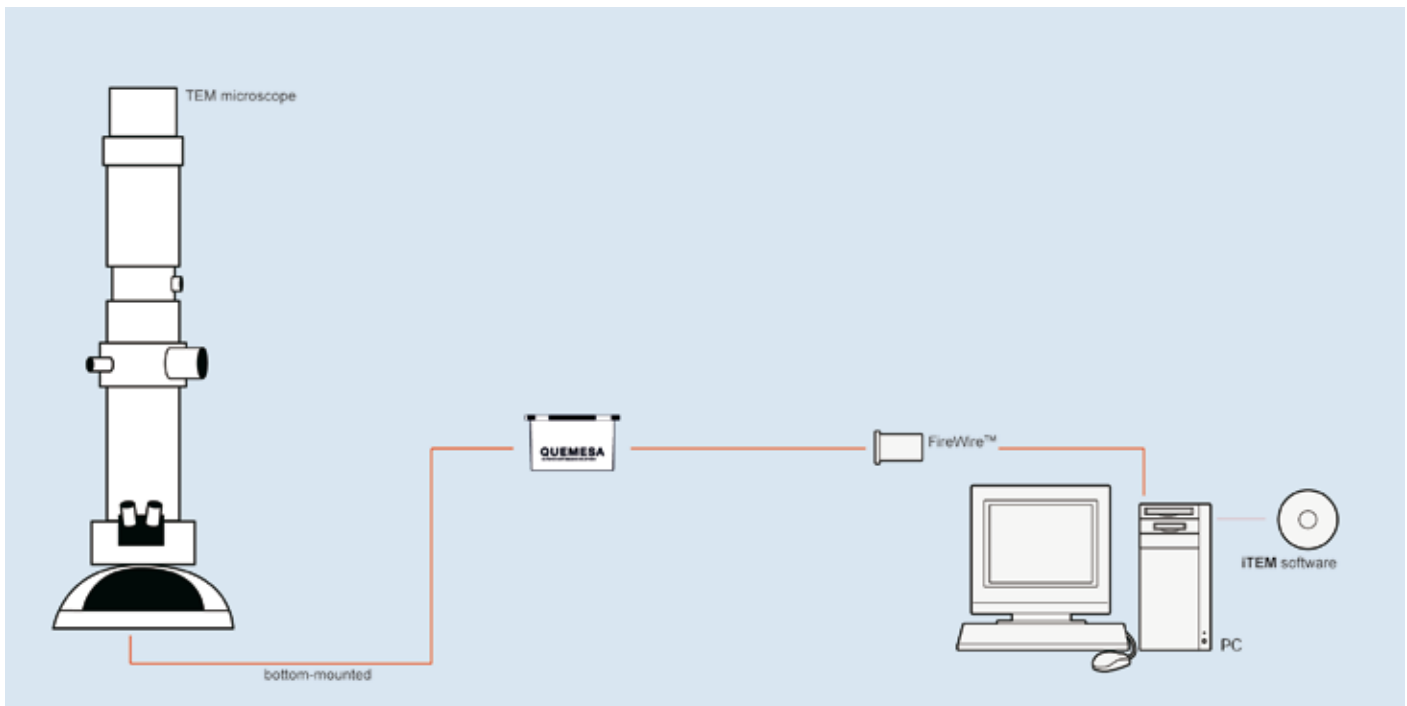 TEM microscope
QUEMESA
FireWire™
iTEM software
PC
bottom-mounted